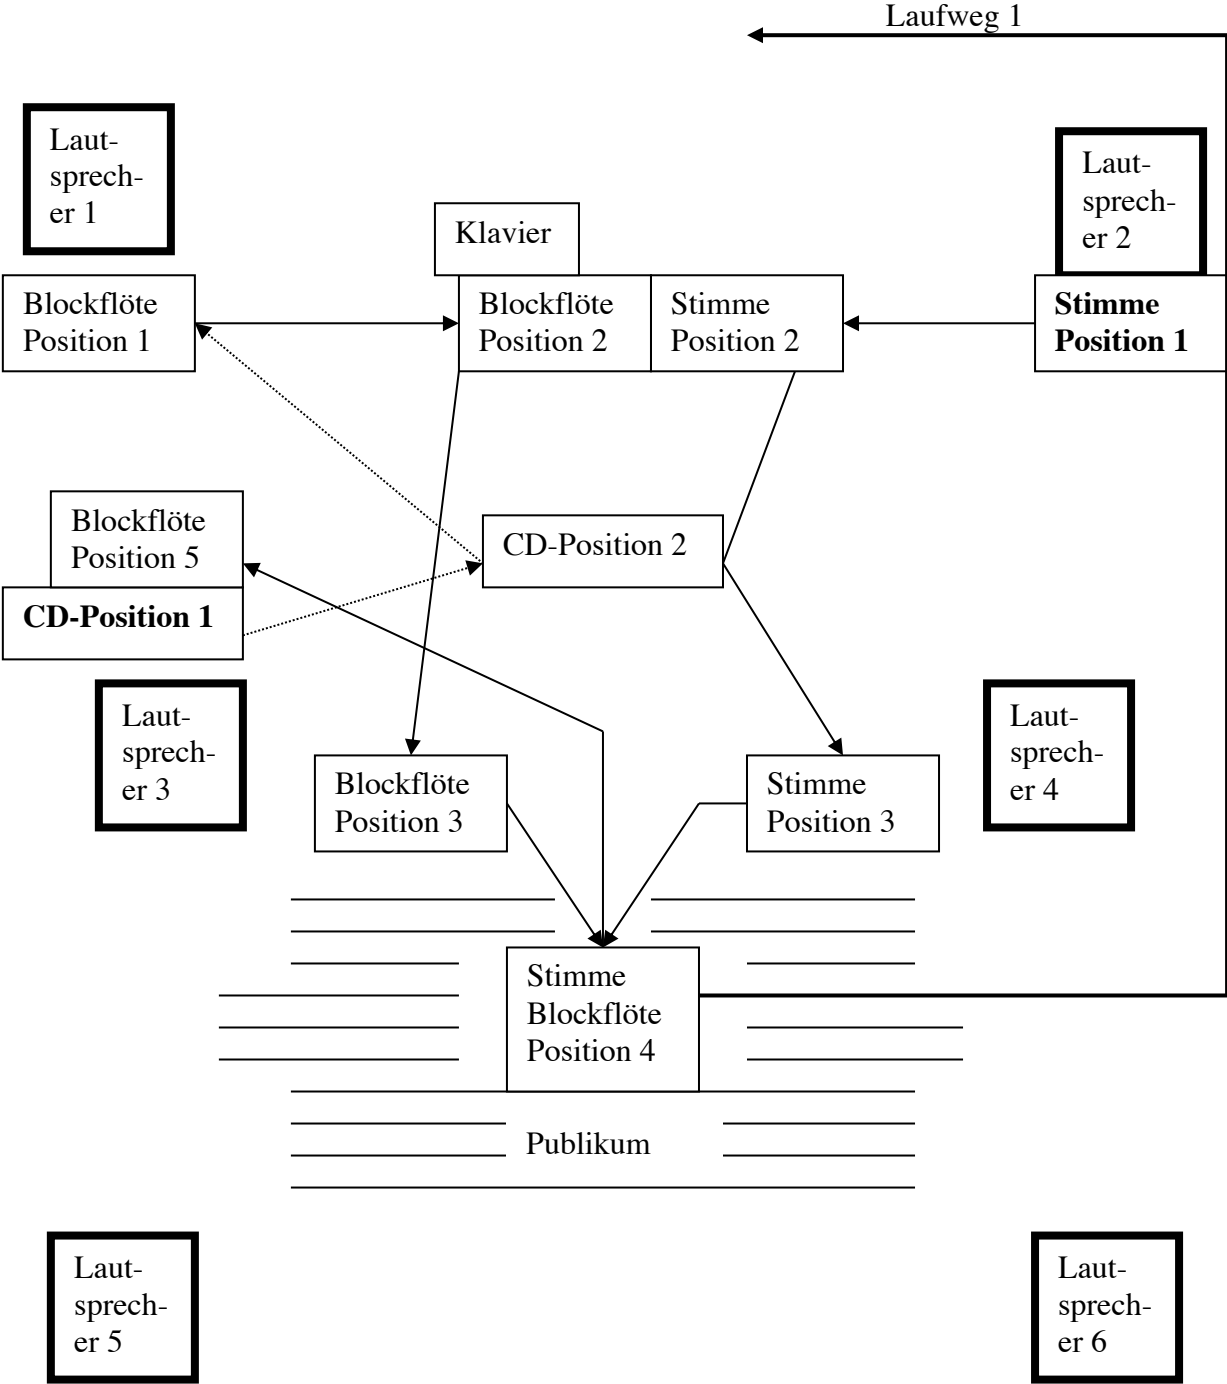 Laufweg 1
Laut-
sprech-
er 1
Laut-
sprech-
er 2
Klavier
Blockflöte
Position 1
Blockflöte
Position 2
Stimme
Position 2
Stimme
Position 1
Blockflöte
Position 5
CD-Position 2
CD-Position 1
Laut-
sprech-
er 3
Blockflöte
Position 3
Stimme
Position 3
Laut-
sprech-
er 4
Stimme
Blockflöte
Position 4
Publikum
Laut-
sprech-
er 5
Laut-
sprech-
er 6